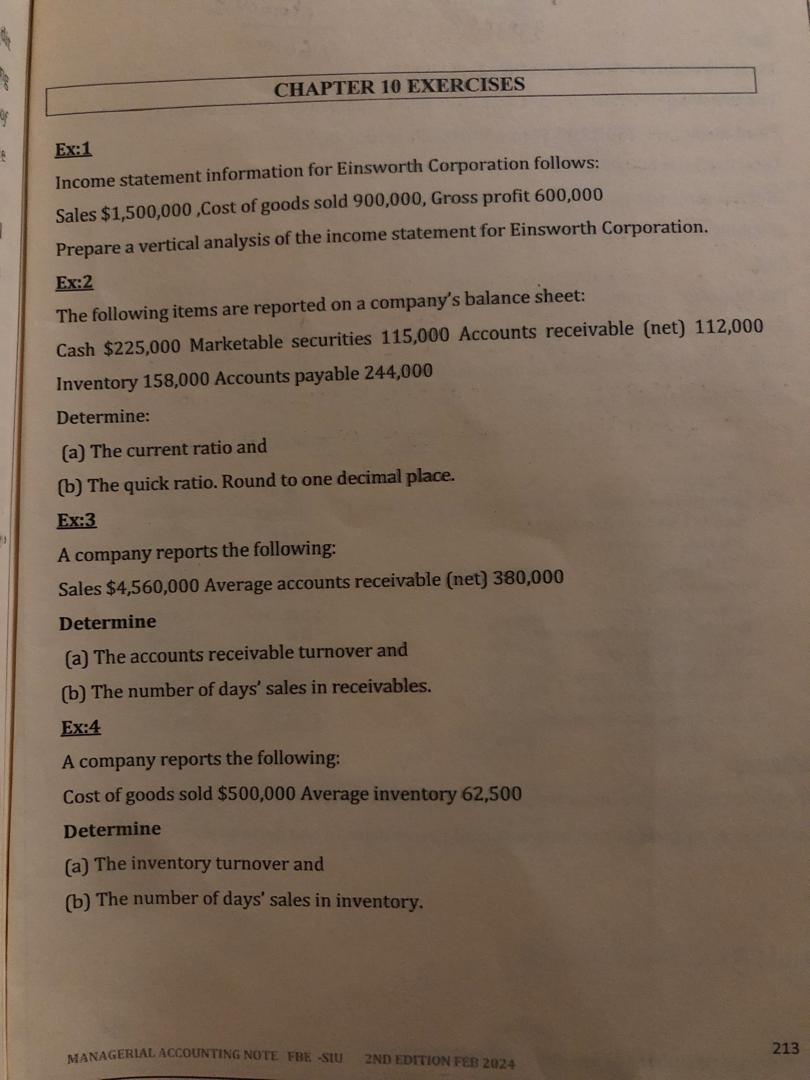 CHAPTER 10 EXERCISES
Ex:1
Income statement information for Einsworth Corporation follows:
Sales $1,500,000 ,Cost of goods sold 900,000, Gross profit 600,000
Prepare a vertical analysis of the income statement for Einsworth Corporation.
Ex:2
The following items are reported on a company's balance sheet:
Cash $225,000 Marketable securities 115,000 Accounts receivable (net) 112,000
Inventory 158,000 Accounts payable 244,000
Determine:
(a) The current ratio and
(b) The quick ratio. Round to one decimal place.
Ex:3
A company reports the following:
Sales $4,560,000 Average accounts receivable (net) 380,000
Determine
(a) The accounts receivable turnover and
(b) The number of days' sales in receivables.
Ex:4
A company reports the following:
Cost of goods sold $500,000 Average inventory 62,500
Determine
(a) The inventory turnover and
(b) The number of days' sales in inventory.
MANAGERIAL ACCOUNTING NOTE FBE -SIU 2ND EDITION FEB 2024
213